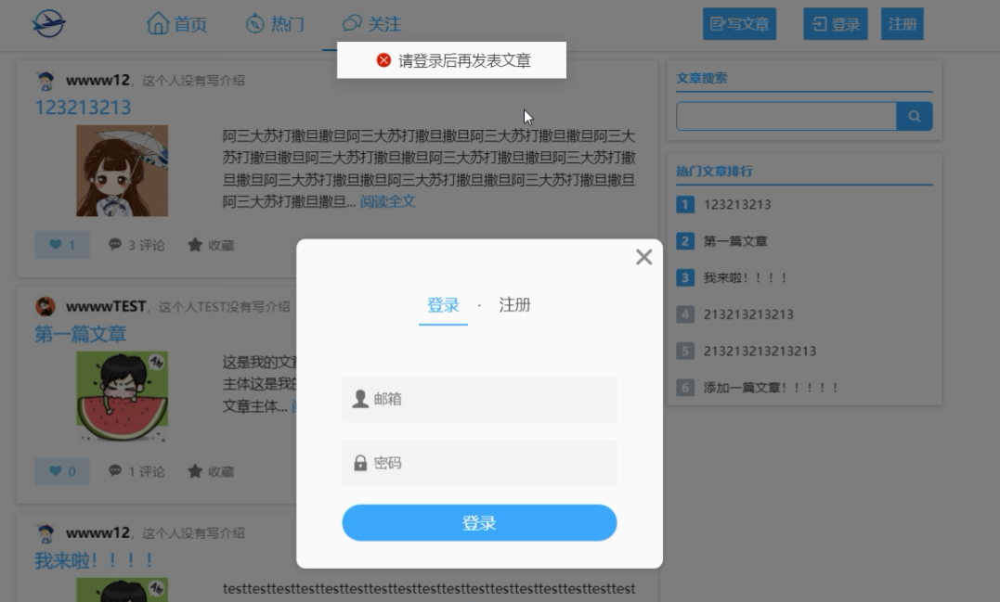 首页
热门
关注
写文章
登录
注册
请登录后再发表文章
wwww12，这个人没有写介绍
123213213
阿三大苏打撒旦撒旦阿三大苏打撒旦撒旦阿三大苏打撒旦撒旦阿三大
苏打撒旦撒旦阿三大苏打撒旦撒旦阿三大苏打撒旦撒旦阿三大苏打撒
旦撒旦阿三大苏打撒旦撒旦阿三大苏打撒旦撒旦阿三大苏打撒旦撒旦
阿三大苏打撒旦撒旦... 阅读全文
1
3 评论
收藏
wwwwTEST，这个人TEST没有写介绍
第一篇文章
这是我的文
主体这是我的
文章主体...
0
1 评论
收藏
wwww12，这个人没有写介绍
我来啦！！！！
testtesttesttesttesttesttesttesttesttesttesttesttesttesttesttesttest
文章搜索
热门文章排行
1 123213213
2 第一篇文章
3 我来啦！！！！
4 213213213213
5 213213213213213
6 添加一篇文章！！！！！
登录 · 注册
邮箱
密码
登录